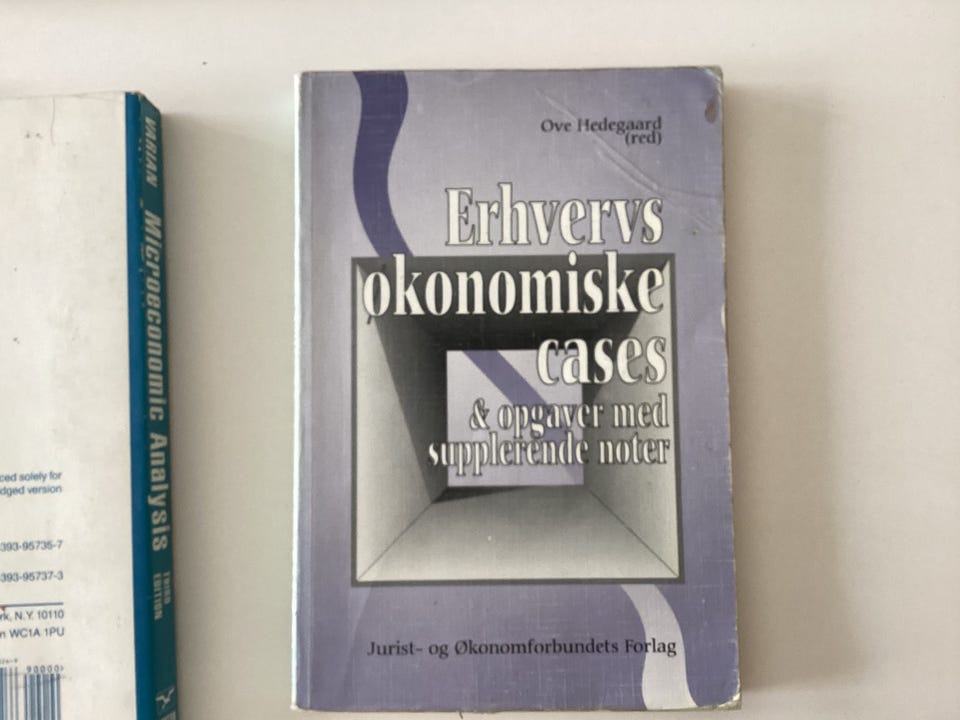 VARIAN Microeconomic Analysis THIRD EDITION
ced solely for
dged version
393-95735-7
393-95737-3
rk, N.Y. 10110
n WC1A 1PU
90000>
Ove Hedegaard
(red)
Erhvervs
økonomiske
cases
& opgaver med
supplerende noter
Jurist- og Økonomforbundets Forlag